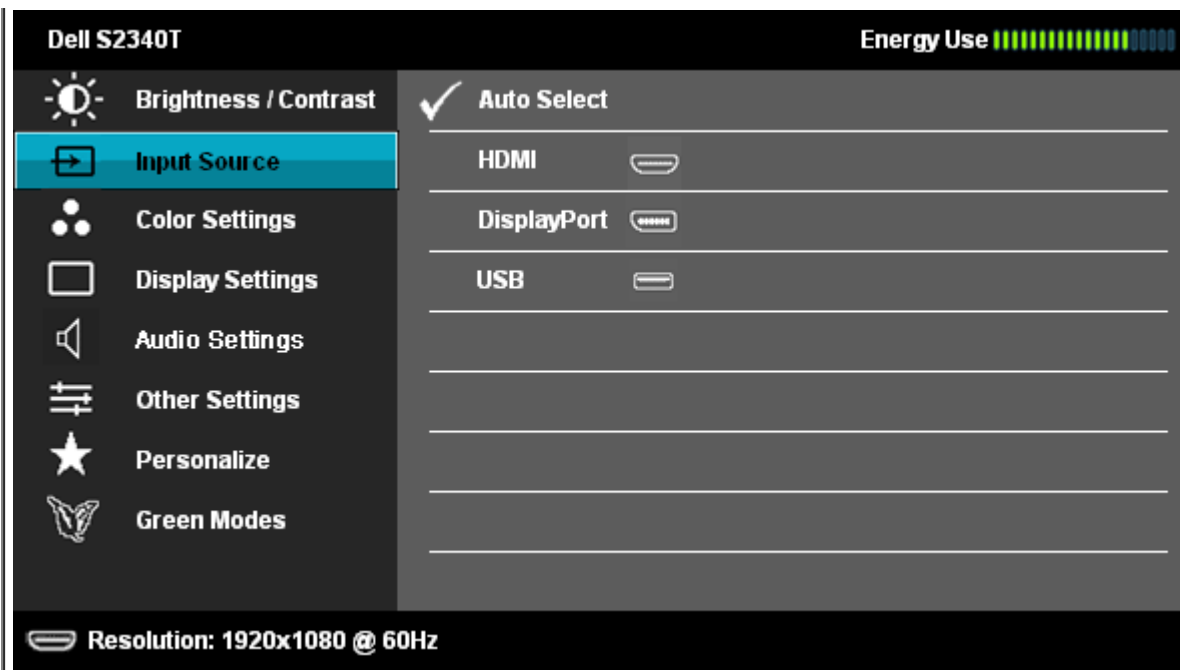 Dell S2340T
Energy Use
Brightness / Contrast
Input Source
Color Settings
Display Settings
Audio Settings
Other Settings
Personalize
Green Modes
Auto Select
HDMI
DisplayPort
USB
Resolution: 1920x1080 @ 60Hz